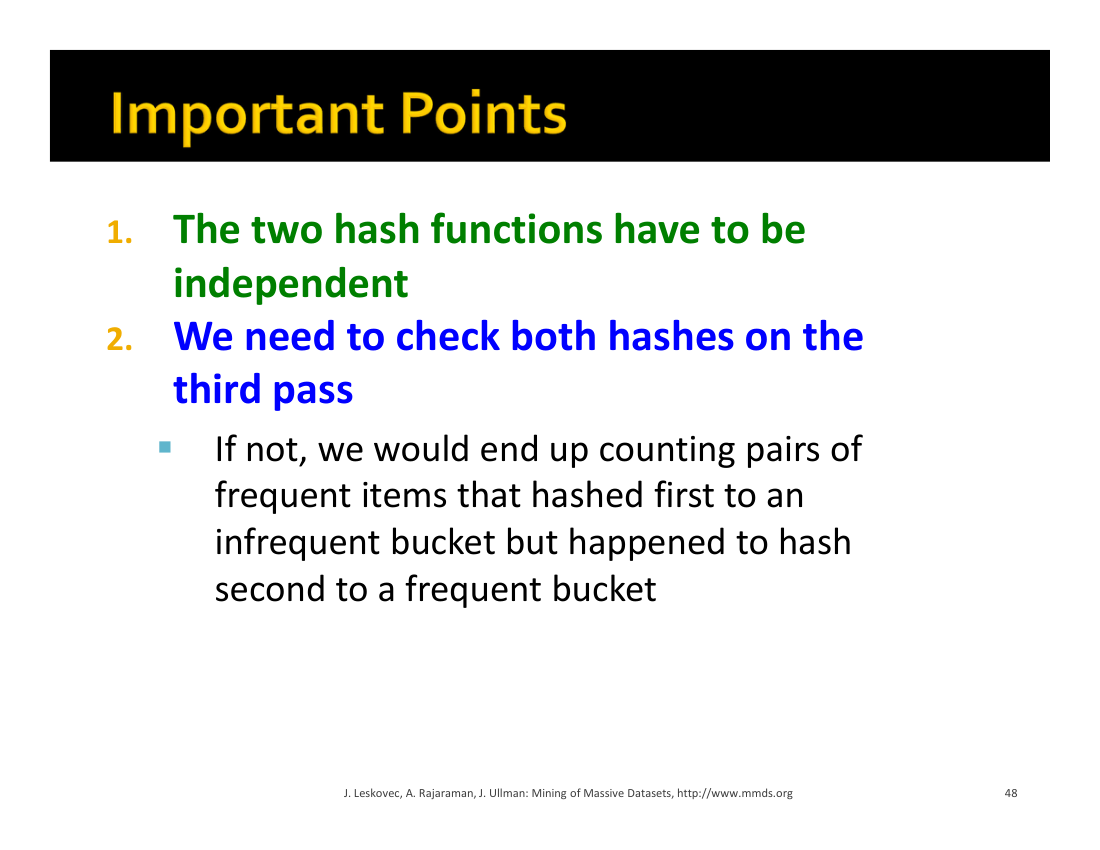 Important Points
1. The two hash functions have to be
independent
2. We need to check both hashes on the
third pass
▪ If not, we would end up counting pairs of
frequent items that hashed first to an
infrequent bucket but happened to hash
second to a frequent bucket
J. Leskovec, A. Rajaraman, J. Ullman: Mining of Massive Datasets, http://www.mmds.org
48